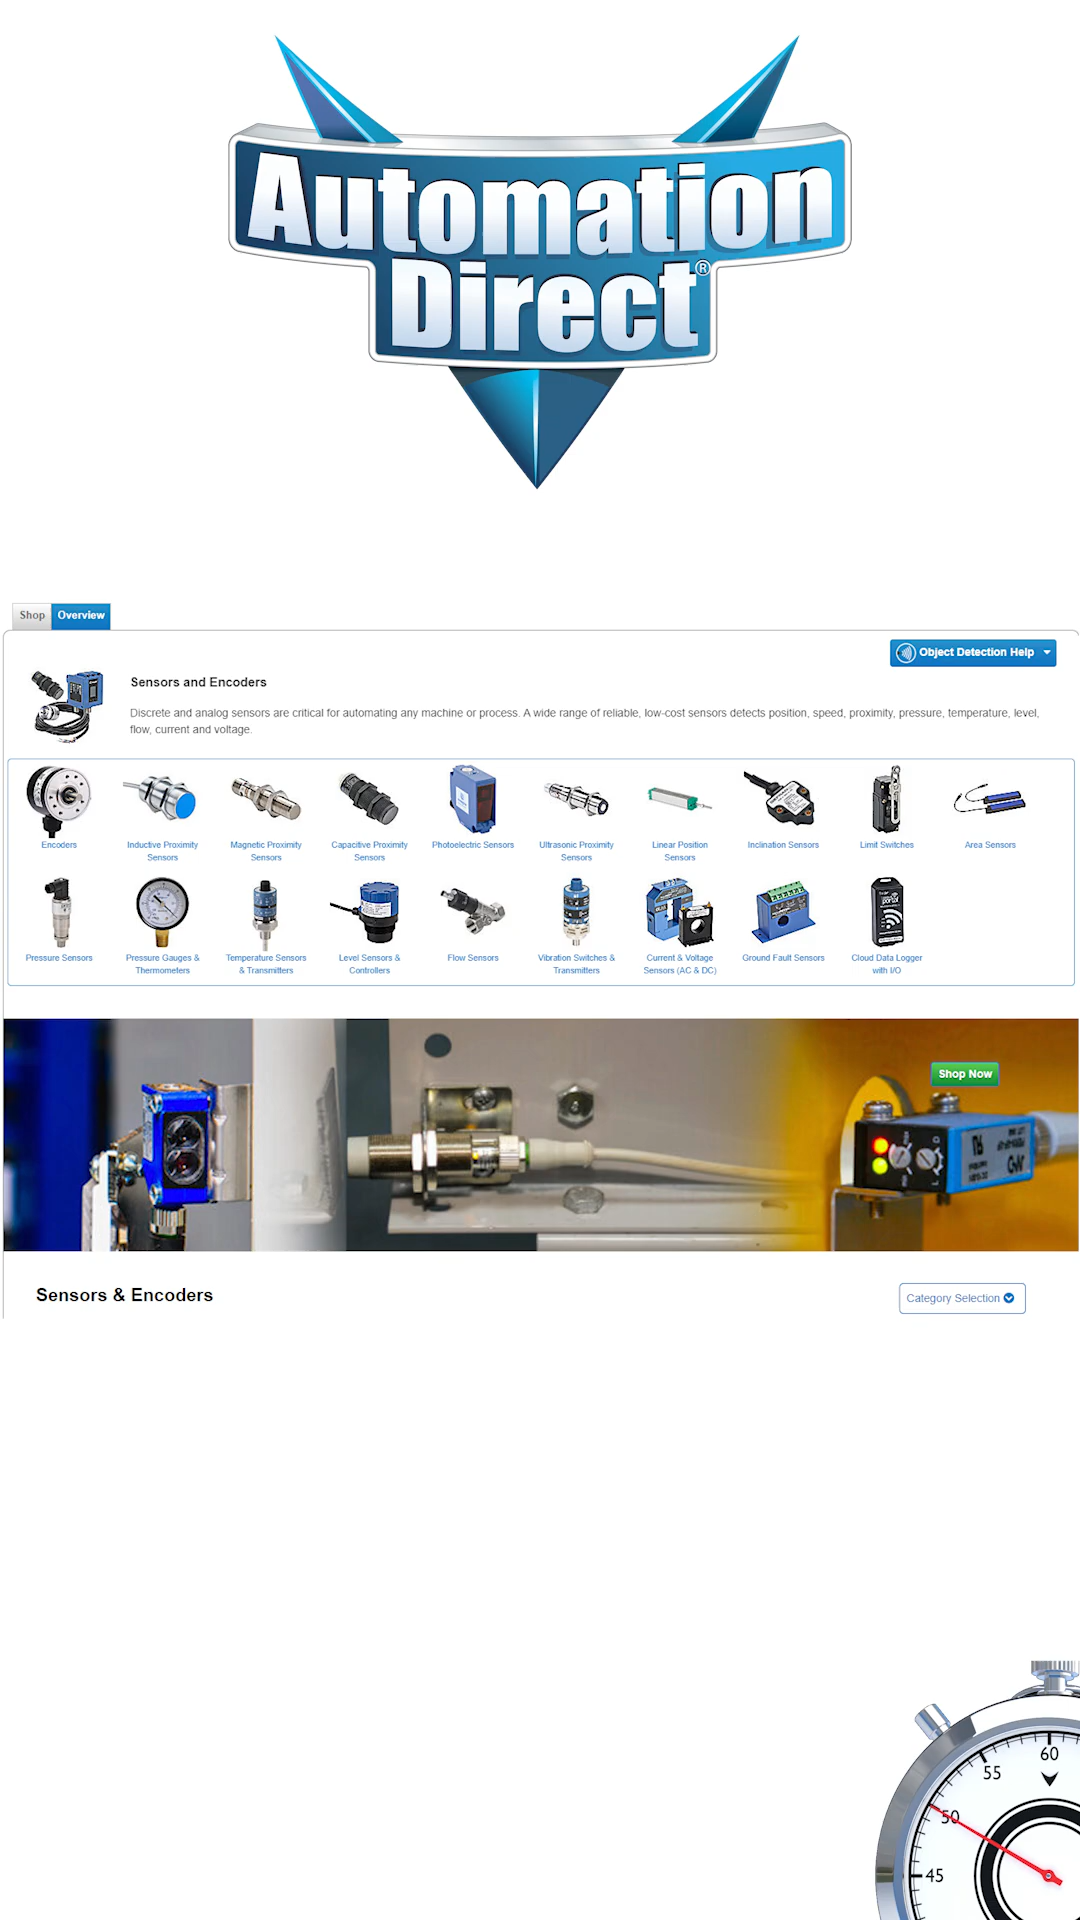 Automation
Direct®
Shop
Overview
Object Detection Help
Sensors and Encoders
Discrete and analog sensors are critical for automating any machine or process. A wide range of reliable, low-cost sensors detects position, speed, proximity, pressure, temperature, level,
flow, current and voltage.
Encoders
Inductive Proximity
Sensors
Magnetic Proximity
Sensors
Capacitive Proximity
Sensors
Photoelectric Sensors
Ultrasonic Proximity
Sensors
Linear Position
Sensors
Inclination Sensors
Limit Switches
Area Sensors
Pressure Sensors
Pressure Gauges &
Thermometers
Temperature Sensors
& Transmitters
Level Sensors &
Controllers
Flow Sensors
Vibration Switches &
Transmitters
Current & Voltage
Sensors (AC & DC)
Ground Fault Sensors
Cloud Data Logger
with I/O
Shop Now
Sensors & Encoders
Category Selection
60
55
50
45